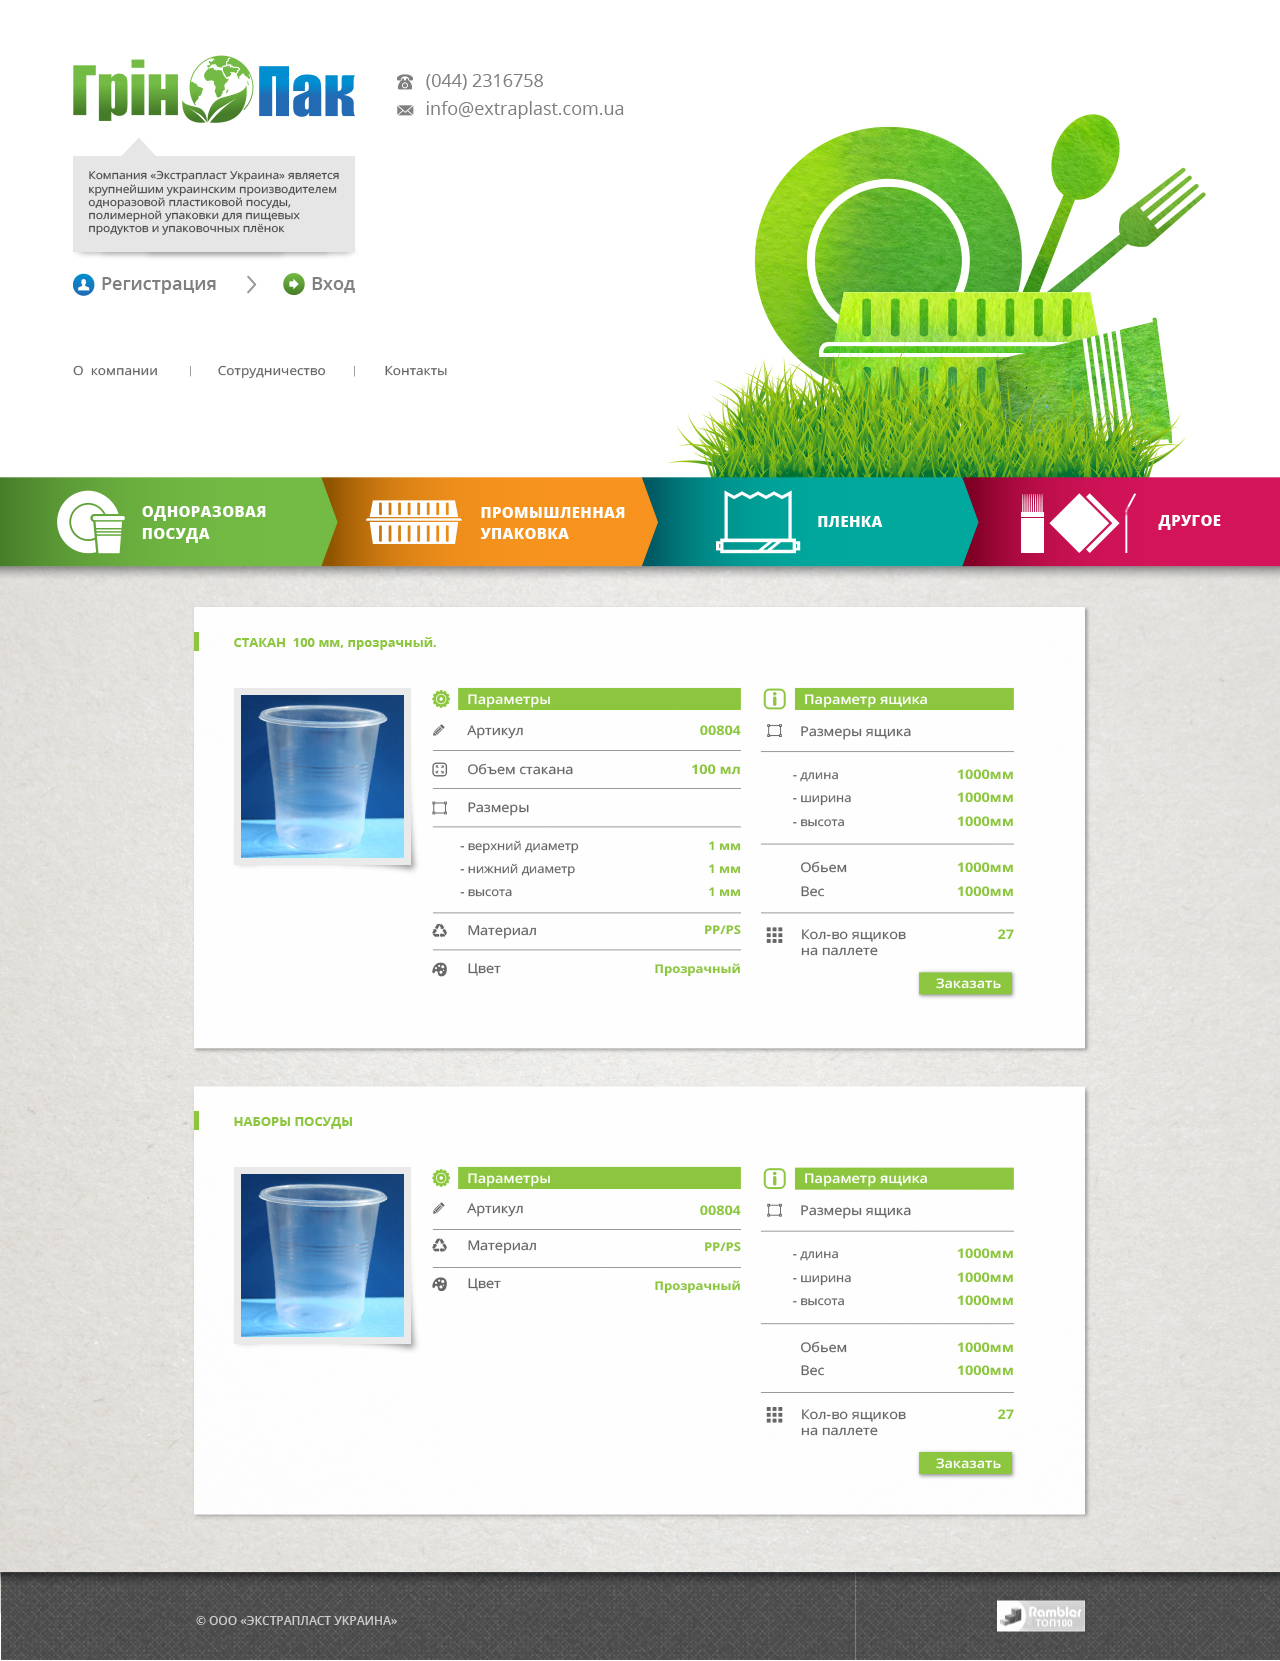 Грін Пак
(044) 2316758
info@extraplast.com.ua
Компания «Экстрапласт Украина» является
крупнейшим украинским производителем
одноразовой пластиковой посуды,
полимерной упаковки для пищевых
продуктов и упаковочных плёнок
Регистрация Вход
О компании | Сотрудничество | Контакты
ОДНОРАЗОВАЯ
ПОСУДА
ПРОМЫШЛЕННАЯ
УПАКОВКА
ПЛЕНКА
ДРУГОЕ
СТАКАН 100 мм, прозрачный.
Параметры
Артикул 00804
Объем стакана 100 мл
Размеры
- верхний диаметр 1 мм
- нижний диаметр 1 мм
- высота 1 мм
Материал PP/PS
Цвет Прозрачный
Параметр ящика
Размеры ящика
- длина 1000мм
- ширина 1000мм
- высота 1000мм
Обьем 1000мм
Вес 1000мм
Кол-во ящиков 27
на паллете
Заказать
НАБОРЫ ПОСУДЫ
Параметры
Артикул 00804
Материал PP/PS
Цвет Прозрачный
Параметр ящика
Размеры ящика
- длина 1000мм
- ширина 1000мм
- высота 1000мм
Обьем 1000мм
Вес 1000мм
Кол-во ящиков 27
на паллете
Заказать
© ООО «ЭКСТРАПЛАСТ УКРАИНА»
Rambler
ТОП100